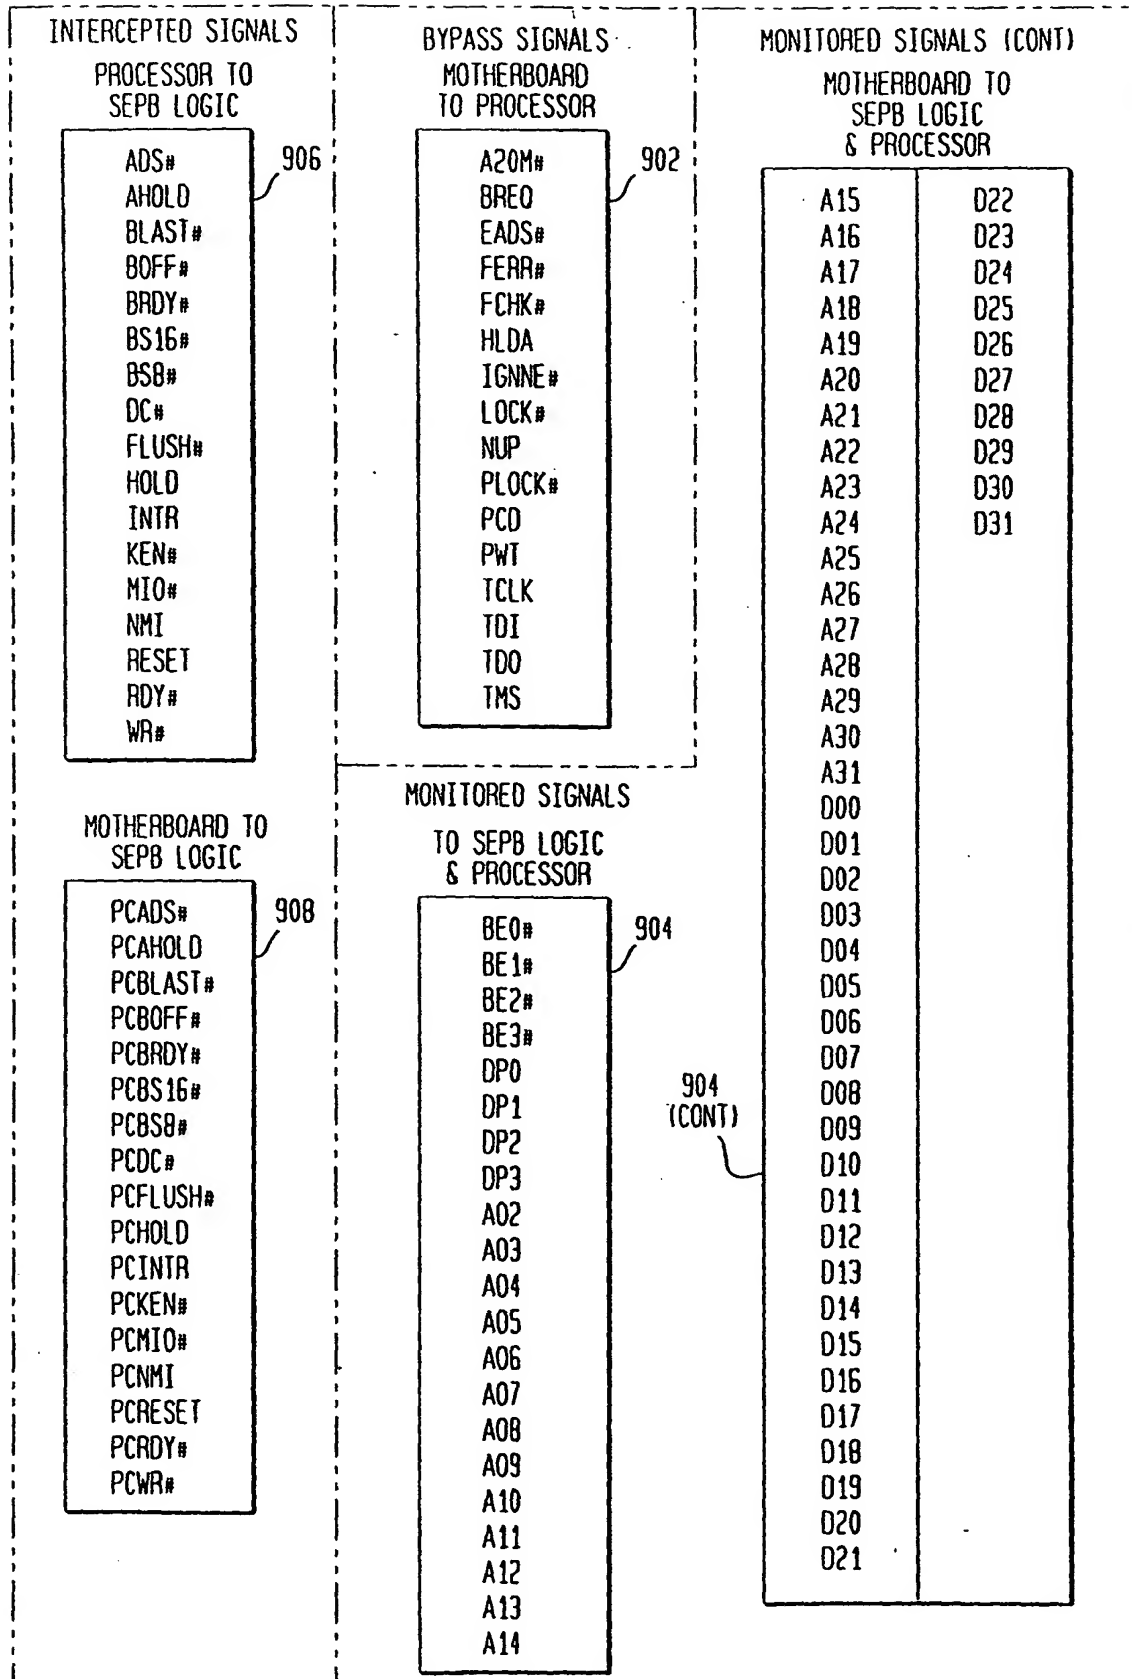 INTERCEPTED SIGNALS
PROCESSOR TO
SEPB LOGIC
906
ADS#
AHOLD
BLAST#
BOFF#
BRDY#
BS16#
BS8#
DC#
FLUSH#
HOLD
INTR
KEN#
MIO#
NMI
RESET
RDY#
WR#
MOTHERBOARD TO
SEPB LOGIC
908
PCADS#
PCAHOLD
PCBLAST#
PCBOFF#
PCBRDY#
PCBS16#
PCBS8#
PCDC#
PCFLUSH#
PCHOLD
PCINTR
PCKEN#
PCMIO#
PCNMI
PCRESET
PCRDY#
PCWR#
BYPASS SIGNALS
MOTHERBOARD
TO PROCESSOR
902
A20M#
BREQ
EADS#
FERR#
FCHK#
HLDA
IGNNE#
LOCK#
NUP
PLOCK#
PCD
PWT
TCLK
TDI
TDO
TMS
MONITORED SIGNALS
TO SEPB LOGIC
& PROCESSOR
904
BE0#
BE1#
BE2#
BE3#
DP0
DP1
DP2
DP3
A02
A03
A04
A05
A06
A07
A08
A09
A10
A11
A12
A13
A14
MONITORED SIGNALS (CONT)
MOTHERBOARD TO
SEPB LOGIC
& PROCESSOR
904
(CONT)
A15
A16
A17
A18
A19
A20
A21
A22
A23
A24
A25
A26
A27
A28
A29
A30
A31
D00
D01
D02
D03
D04
D05
D06
D07
D08
D09
D10
D11
D12
D13
D14
D15
D16
D17
D18
D19
D20
D21
D22
D23
D24
D25
D26
D27
D28
D29
D30
D31